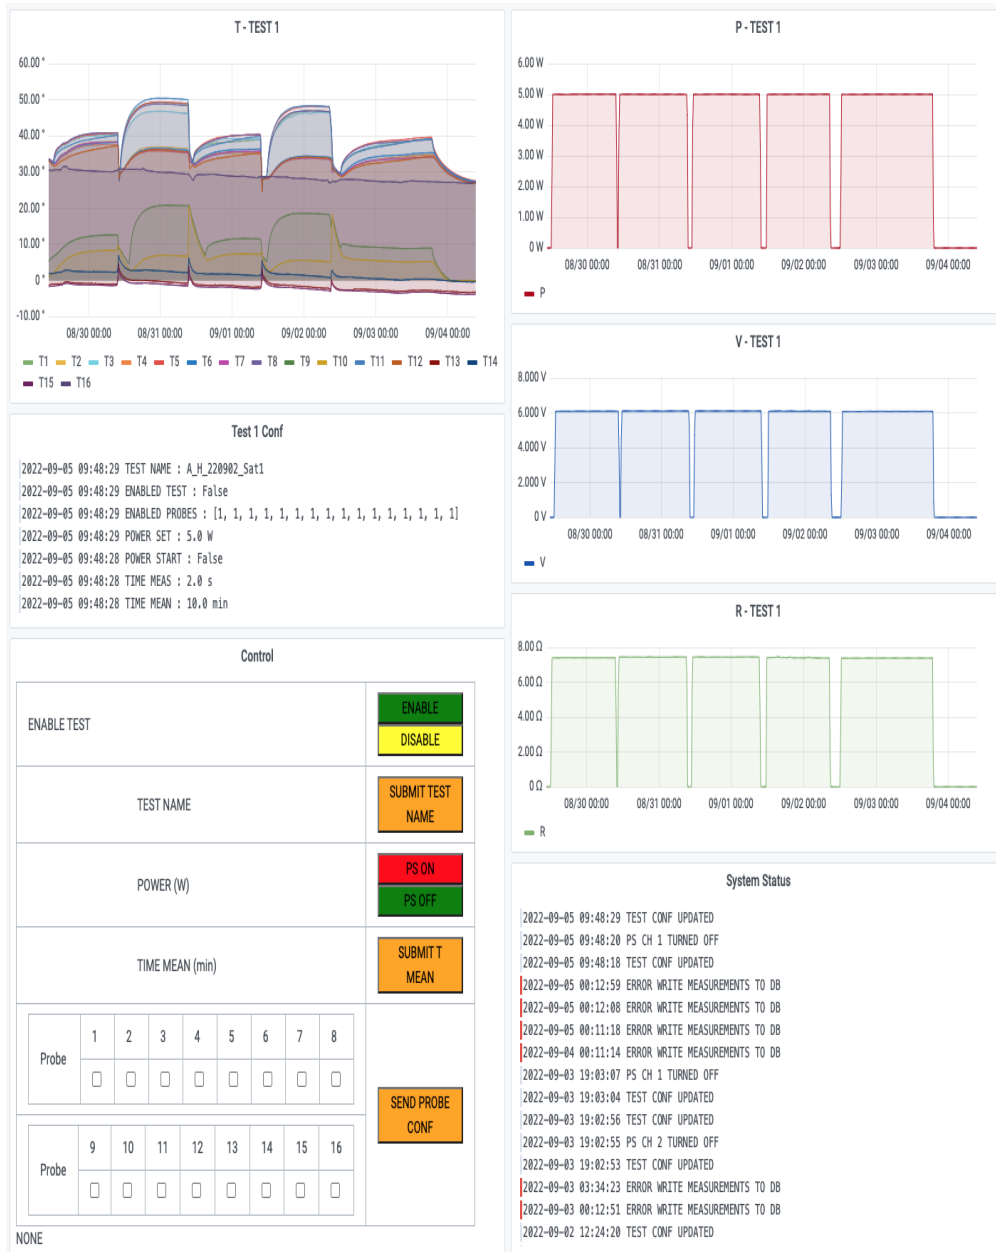 T - TEST 1
60.00 °
50.00 °
40.00 °
30.00 °
20.00 °
10.00 °
0 °
-10.00 °
08/30 00:00 08/31 00:00 09/01 00:00 09/02 00:00 09/03 00:00 09/04 00:00
T1 T2 T3 T4 T5 T6 T7 T8 T9 T10 T11 T12 T13 T14
T15 T16
Test 1 Conf
2022-09-05 09:48:29 TEST NAME : A_H_220902_Sat1
2022-09-05 09:48:29 ENABLED TEST : False
2022-09-05 09:48:29 ENABLED PROBES : [1, 1, 1, 1, 1, 1, 1, 1, 1, 1, 1, 1, 1, 1, 1, 1]
2022-09-05 09:48:29 POWER SET : 5.0 W
2022-09-05 09:48:28 POWER START : False
2022-09-05 09:48:28 TIME MEAS : 2.0 s
2022-09-05 09:48:28 TIME MEAN : 10.0 min
Control
ENABLE TEST
ENABLE
DISABLE
TEST NAME
SUBMIT TEST
NAME
POWER (W)
PS ON
PS OFF
TIME MEAN (min)
SUBMIT T
MEAN
Probe
1 2 3 4 5 6 7 8
SEND PROBE
CONF
Probe
9 10 11 12 13 14 15 16
NONE
P - TEST 1
6.00 W
5.00 W
4.00 W
3.00 W
2.00 W
1.00 W
0 W
08/30 00:00 08/31 00:00 09/01 00:00 09/02 00:00 09/03 00:00 09/04 00:00
P
V - TEST 1
8.000 V
6.000 V
4.000 V
2.000 V
0 V
08/30 00:00 08/31 00:00 09/01 00:00 09/02 00:00 09/03 00:00 09/04 00:00
V
R - TEST 1
8.00 Ω
6.00 Ω
4.00 Ω
2.00 Ω
0 Ω
08/30 00:00 08/31 00:00 09/01 00:00 09/02 00:00 09/03 00:00 09/04 00:00
R
System Status
2022-09-05 09:48:29 TEST CONF UPDATED
2022-09-05 09:48:20 PS CH 1 TURNED OFF
2022-09-05 09:48:18 TEST CONF UPDATED
2022-09-05 00:12:59 ERROR WRITE MEASUREMENTS TO DB
2022-09-05 00:12:08 ERROR WRITE MEASUREMENTS TO DB
2022-09-05 00:11:18 ERROR WRITE MEASUREMENTS TO DB
2022-09-04 00:11:14 ERROR WRITE MEASUREMENTS TO DB
2022-09-03 19:03:07 PS CH 1 TURNED OFF
2022-09-03 19:03:04 TEST CONF UPDATED
2022-09-03 19:02:56 TEST CONF UPDATED
2022-09-03 19:02:55 PS CH 2 TURNED OFF
2022-09-03 19:02:53 TEST CONF UPDATED
2022-09-03 03:34:23 ERROR WRITE MEASUREMENTS TO DB
2022-09-03 00:12:51 ERROR WRITE MEASUREMENTS TO DB
2022-09-02 12:24:20 TEST CONF UPDATED